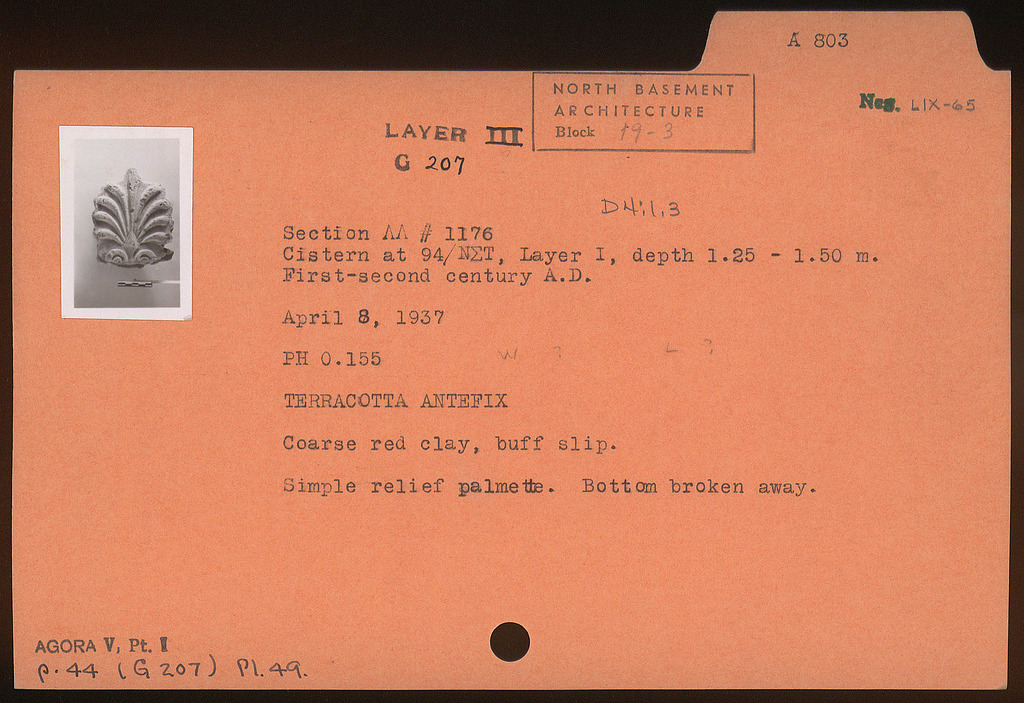 A 803
NORTH BASEMENT
ARCHITECTURE
Block 19-3
Neg. LIX-65
LAYER III
G 207
D4:1.3
Section ΛΛ # 1176
Cistern at 94/ΝΣΤ, Layer I, depth 1.25 - 1.50 m.
First-second century A.D.
April 8, 1937
PH 0.155 W ? L ?
TERRACOTTA ANTEFIX
Coarse red clay, buff slip.
Simple relief palmette. Bottom broken away.
AGORA V, Pt. I
p. 44 (G 207) Pl. 49.